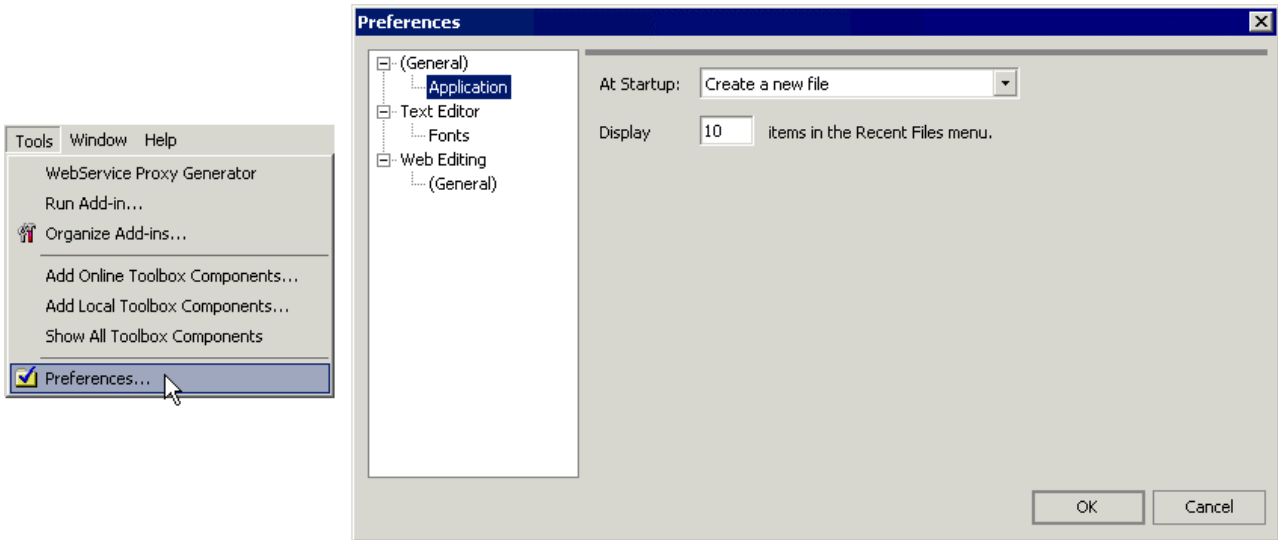 Tools Window Help
WebService Proxy Generator
Run Add-in...
Organize Add-ins...
Add Online Toolbox Components...
Add Local Toolbox Components...
Show All Toolbox Components
Preferences...
Preferences
(General)
Application
Text Editor
Fonts
Web Editing
(General)
At Startup: Create a new file
Display 10 items in the Recent Files menu.
OK Cancel